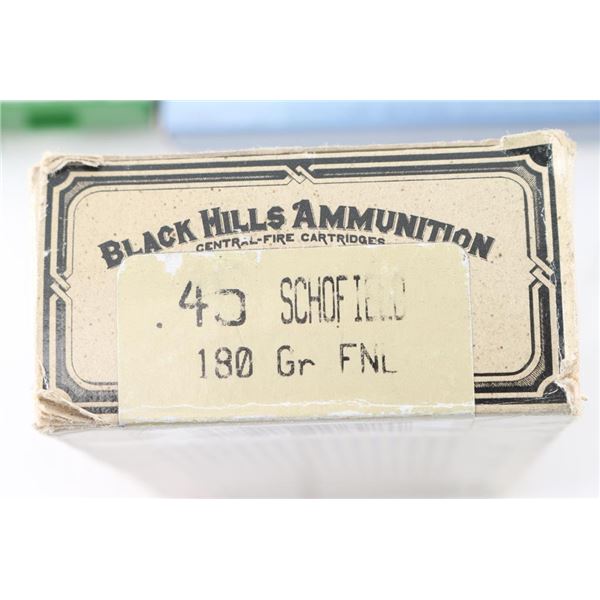 BLACK HILLS AMMUNITION
CENTRAL-FIRE CARTRIDGES
.45 SCHOFIELD
180 Gr FNL